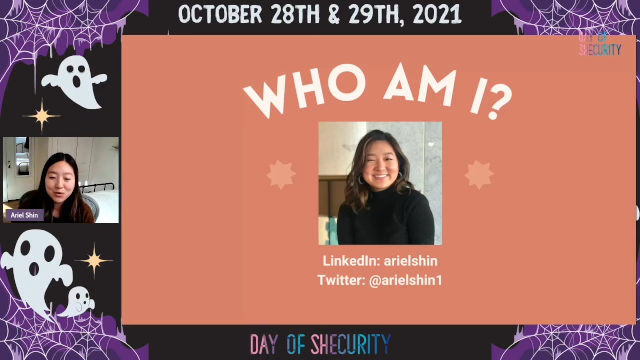 OCTOBER 28TH & 29TH, 2021
DAY OF
SHECURITY
WHO AM I?
Ariel Shin
LinkedIn: arielshin
Twitter: @arielshin1
DAY OF SHECURITY